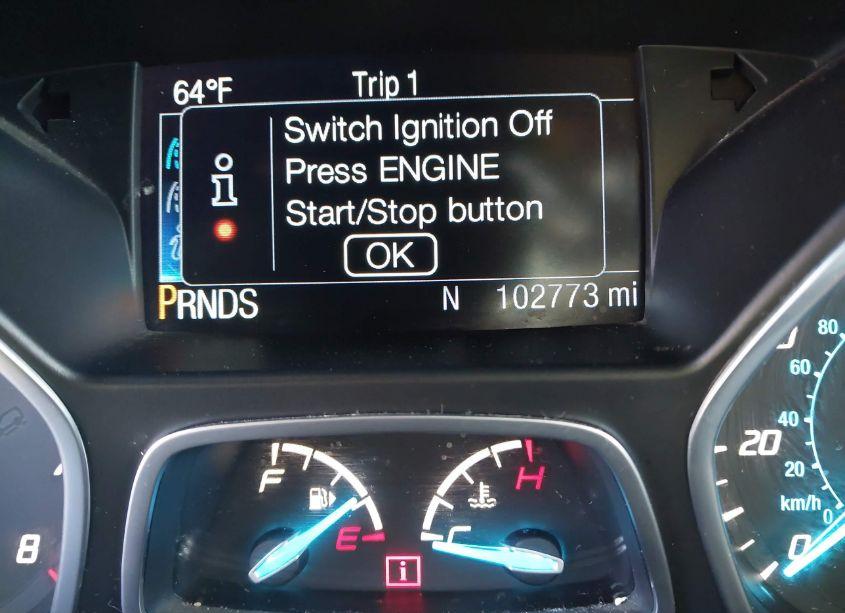 64°F Trip 1
Switch Ignition Off
Press ENGINE
Start/Stop button
OK
PRNDS N 102773 mi
F
E
H
C
i
8
80
60
40
20
0
km/h
20
0